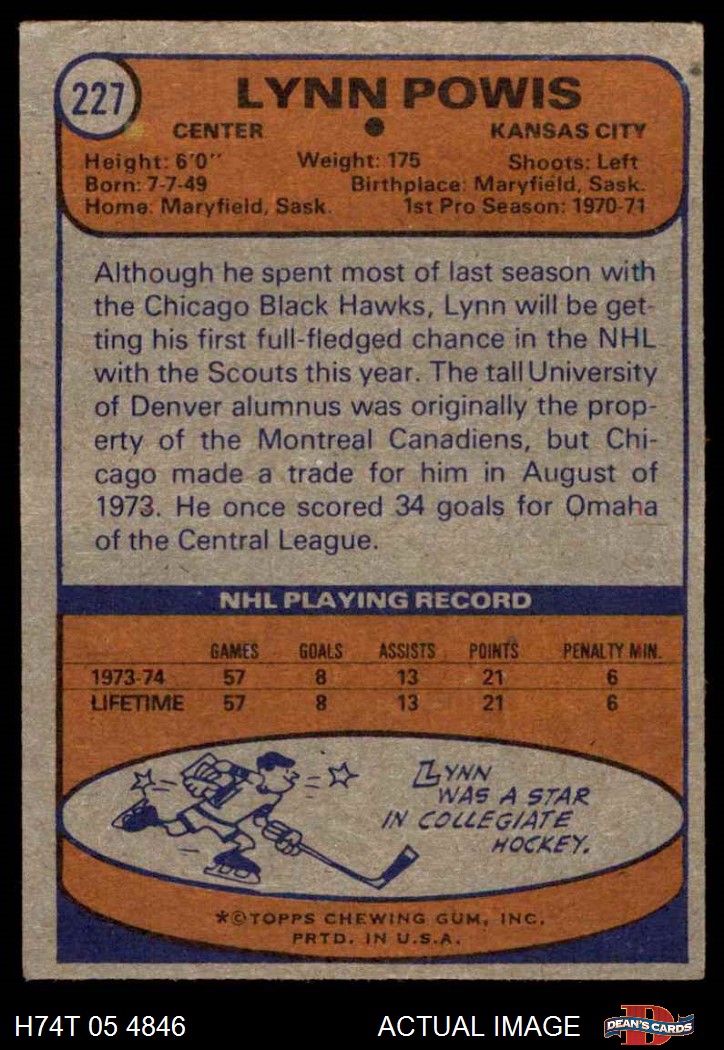 227
LYNN POWIS
CENTER • KANSAS CITY
Height: 6'0" Weight: 175 Shoots: Left
Born: 7-7-49 Birthplace: Maryfield, Sask.
Home: Maryfield, Sask. 1st Pro Season: 1970-71
Although he spent most of last season with
the Chicago Black Hawks, Lynn will be get-
ting his first full-fledged chance in the NHL
with the Scouts this year. The tall University
of Denver alumnus was originally the prop-
erty of the Montreal Canadiens, but Chi-
cago made a trade for him in August of
1973. He once scored 34 goals for Omaha
of the Central League.
NHL PLAYING RECORD
GAMES GOALS ASSISTS POINTS PENALTY MIN.
1973-74 57 8 13 21 6
LIFETIME 57 8 13 21 6
LYNN
WAS A STAR
IN COLLEGIATE
HOCKEY.
*©TOPPS CHEWING GUM, INC.
PRTD. IN U.S.A.
H74T 05 4846 ACTUAL IMAGE D DEAN'S CARDS